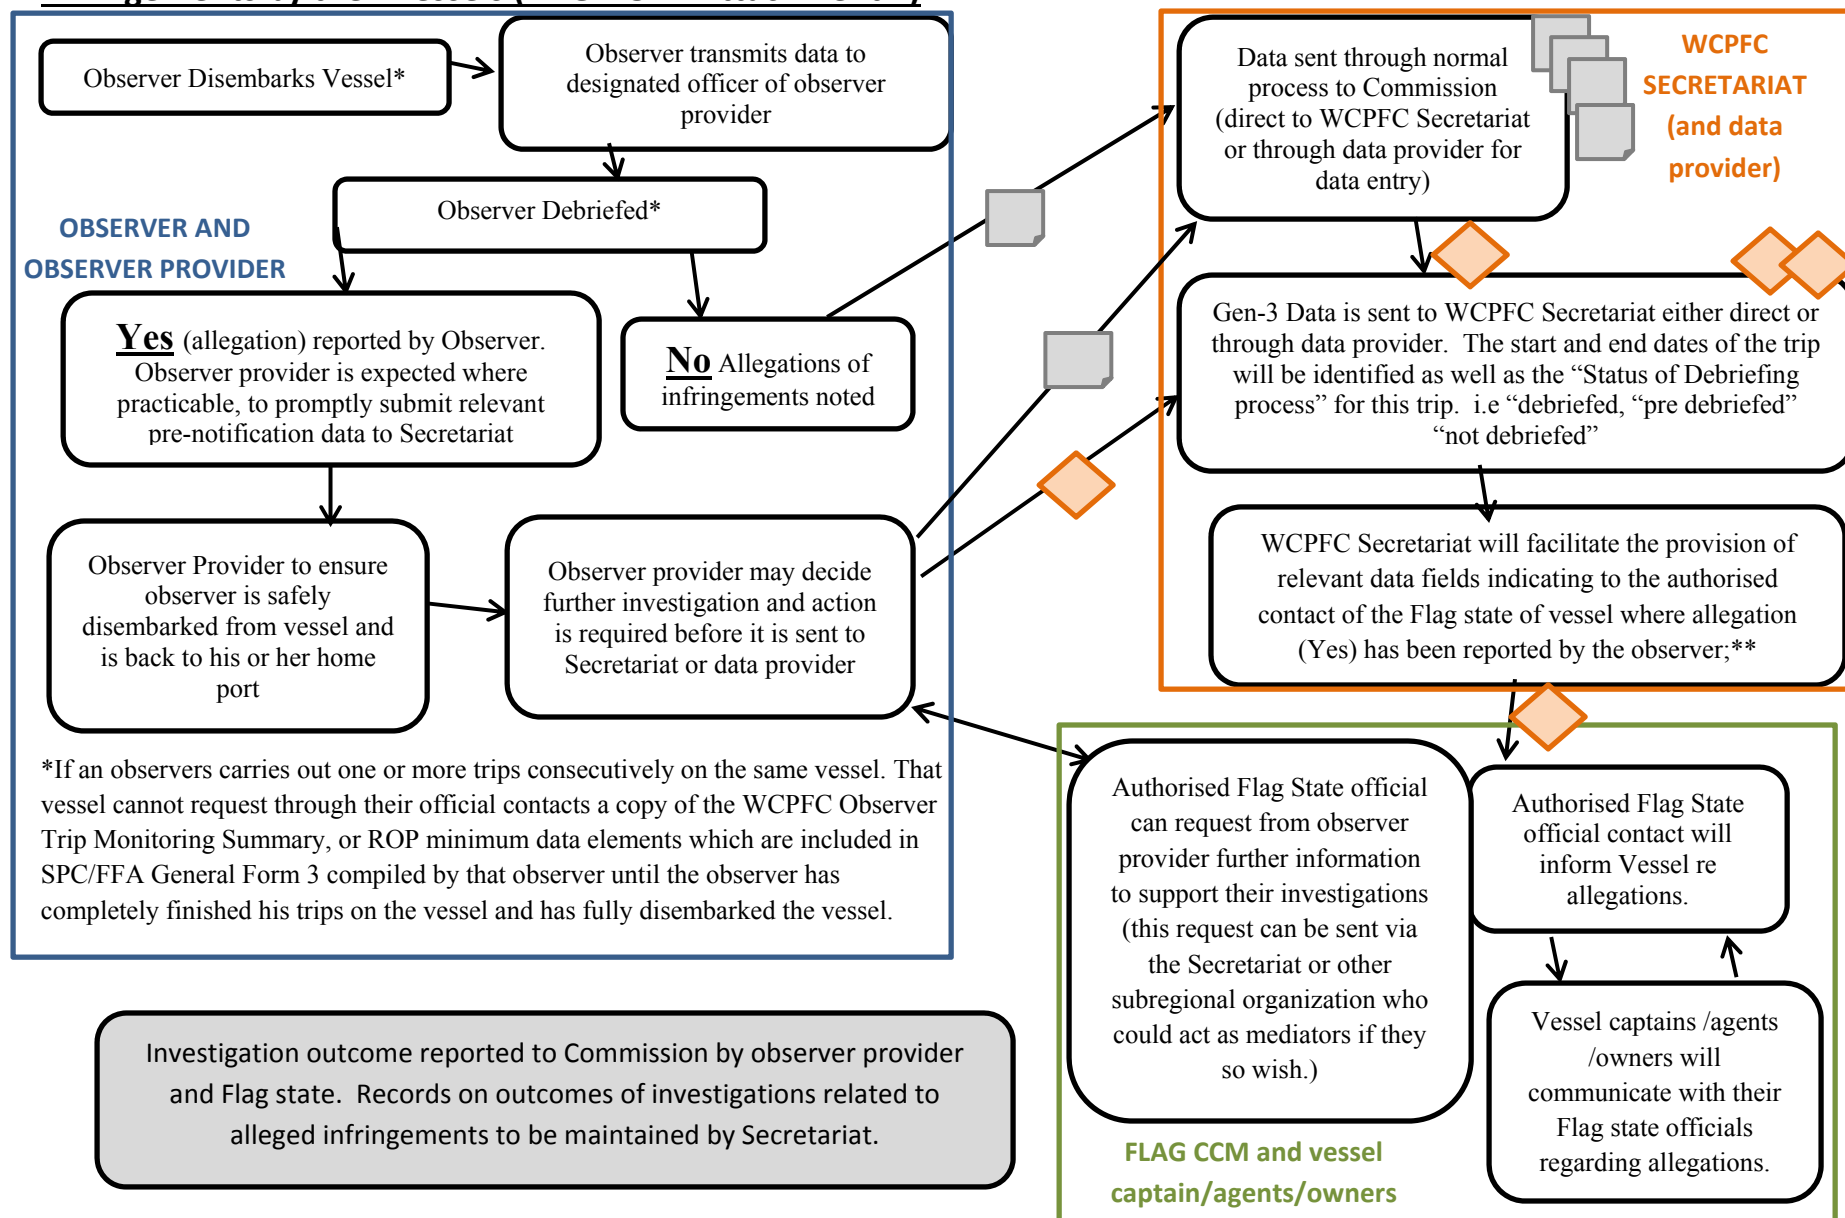 Observer Disembarks Vessel*
Observer transmits data to
designated officer of observer
provider
Observer Debriefed*
OBSERVER AND
OBSERVER PROVIDER
Yes (allegation) reported by Observer.
Observer provider is expected where
practicable, to promptly submit relevant
pre-notification data to Secretariat
No Allegations of
infringements noted
Observer Provider to ensure
observer is safely
disembarked from vessel and
is back to his or her home
port
Observer provider may decide
further investigation and action
is required before it is sent to
Secretariat or data provider
*If an observers carries out one or more trips consecutively on the same vessel. That
vessel cannot request through their official contacts a copy of the WCPFC Observer
Trip Monitoring Summary, or ROP minimum data elements which are included in
SPC/FFA General Form 3 compiled by that observer until the observer has
completely finished his trips on the vessel and has fully disembarked the vessel.
Data sent through normal
process to Commission
(direct to WCPFC Secretariat
or through data provider for
data entry)
WCPFC
SECRETARIAT
(and data
provider)
Gen-3 Data is sent to WCPFC Secretariat either direct or
through data provider.  The start and end dates of the trip
will be identified as well as the “Status of Debriefing
process” for this trip.  i.e “debriefed, “pre debriefed”
“not debriefed”
WCPFC Secretariat will facilitate the provision of
relevant data fields indicating to the authorised
contact of the Flag state of vessel where allegation
(Yes) has been reported by the observer;**
Authorised Flag State official
can request from observer
provider further information
to support their investigations
(this request can be sent via
the Secretariat or other
subregional organization who
could act as mediators if they
so wish.)
Authorised Flag State
official contact will
inform Vessel re
allegations.
Vessel captains /agents
/owners will
communicate with their
Flag state officials
regarding allegations.
FLAG CCM and vessel
captain/agents/owners
Investigation outcome reported to Commission by observer provider
and Flag state.  Records on outcomes of investigations related to
alleged infringements to be maintained by Secretariat.